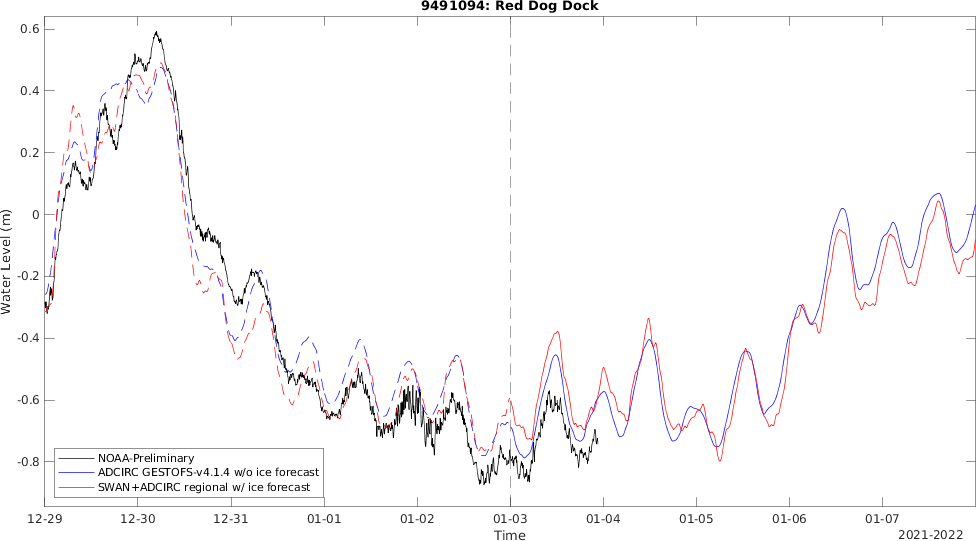 9491094: Red Dog Dock
Water Level (m)
0.6
0.4
0.2
0
-0.2
-0.4
-0.6
-0.8
NOAA-Preliminary
ADCIRC GESTOFS-v4.1.4 w/o ice forecast
SWAN+ADCIRC regional w/ ice forecast
12-29 12-30 12-31 01-01 01-02 01-03 01-04 01-05 01-06 01-07
Time
2021-2022